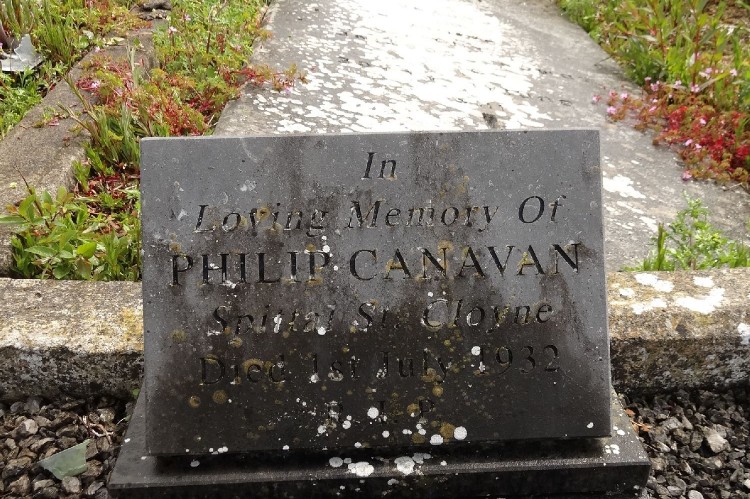 In
Loving Memory Of
PHILIP CANAVAN
Spittal St. Cloyne
Died 1st July 1932
R. I. P.